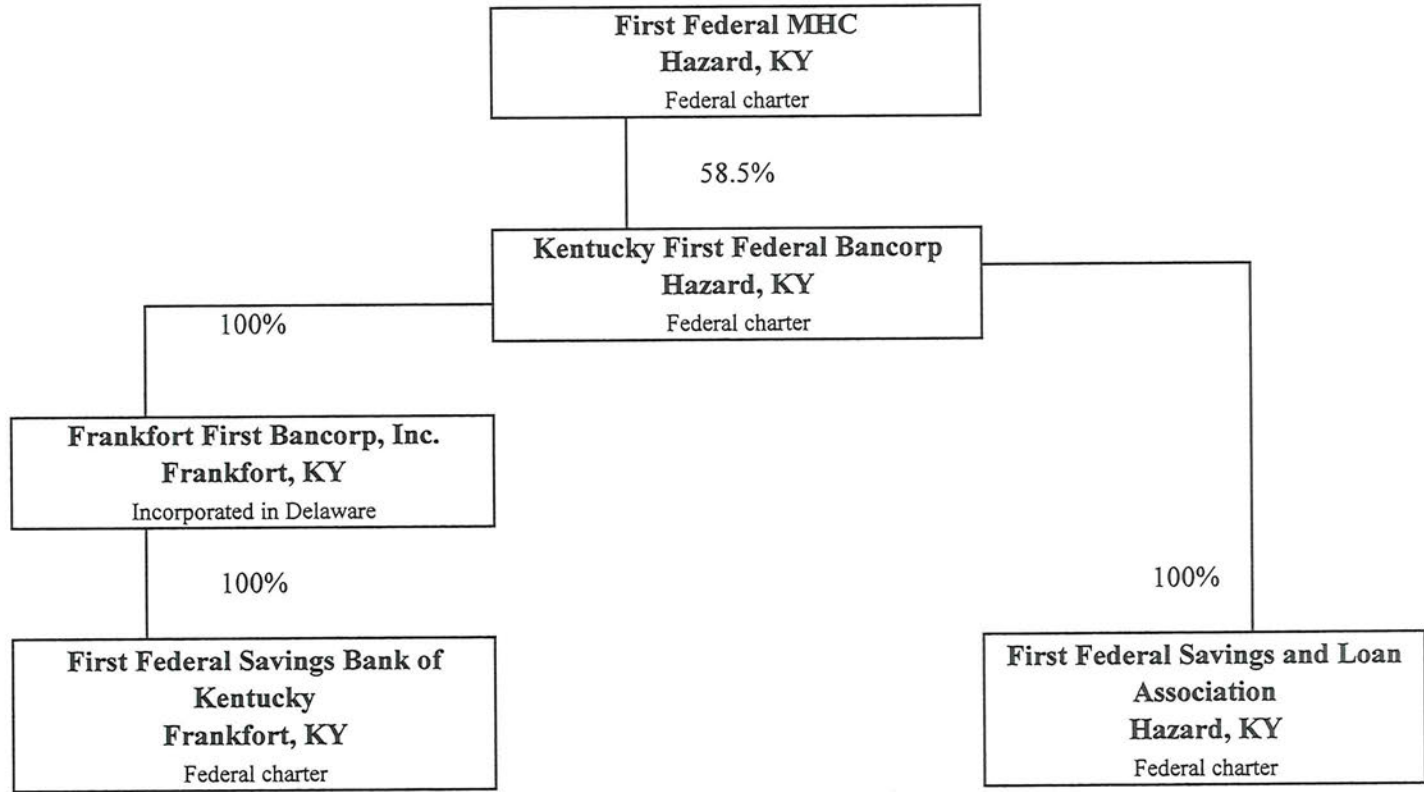 First Federal MHC
Hazard, KY
Federal charter
58.5%
Kentucky First Federal Bancorp
Hazard, KY
Federal charter
100%
Frankfort First Bancorp, Inc.
Frankfort, KY
Incorporated in Delaware
100%
100%
First Federal Savings Bank of
Kentucky
Frankfort, KY
Federal charter
First Federal Savings and Loan
Association
Hazard, KY
Federal charter